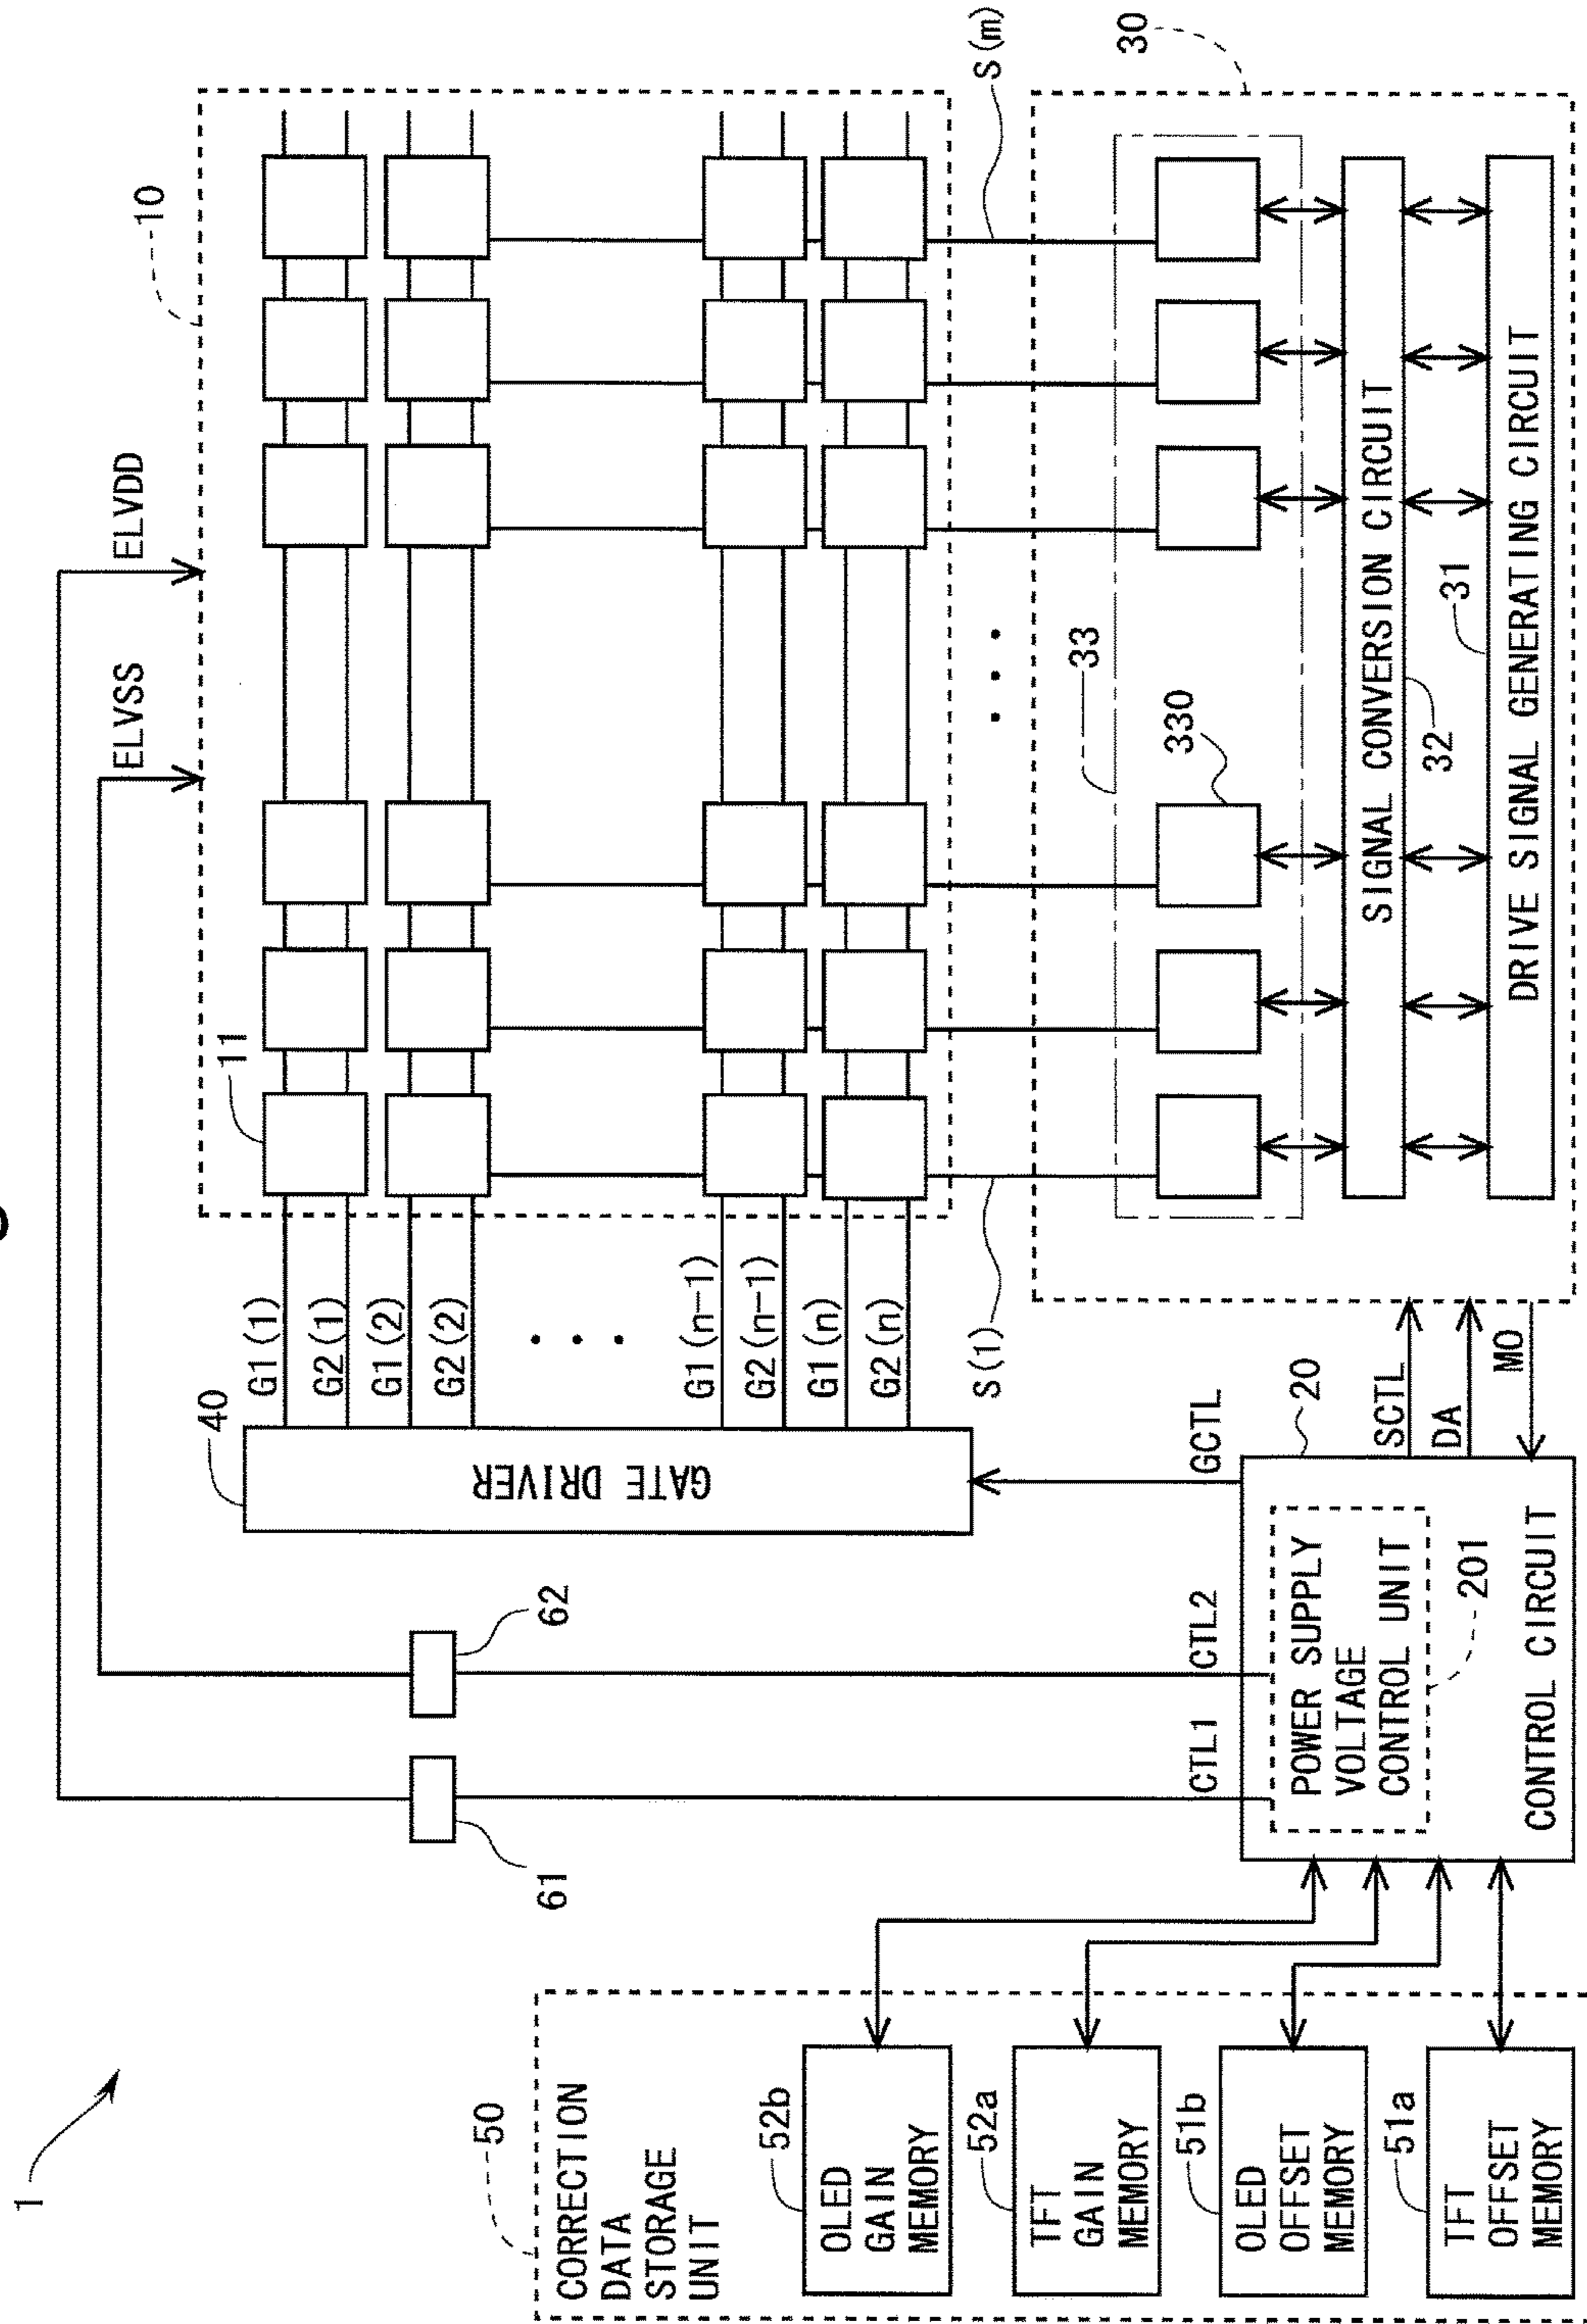 1
ELVDD
ELVSS
10
11
40
GATE DRIVER
G1(1)
G2(1)
G1(2)
G2(2)
G1(n-1)
G2(n-1)
G1(n)
G2(n)
S(1)
S(m)
30
33
330
SIGNAL CONVERSION CIRCUIT
32
31
DRIVE SIGNAL GENERATING CIRCUIT
61
62
CTL1
CTL2
GCTL
20
SCTL
DA
MO
POWER SUPPLY
VOLTAGE
CONTROL UNIT
201
CONTROL CIRCUIT
50
CORRECTION
DATA
STORAGE
UNIT
52b
OLED
GAIN
MEMORY
52a
TFT
GAIN
MEMORY
51b
OLED
OFFSET
MEMORY
51a
TFT
OFFSET
MEMORY